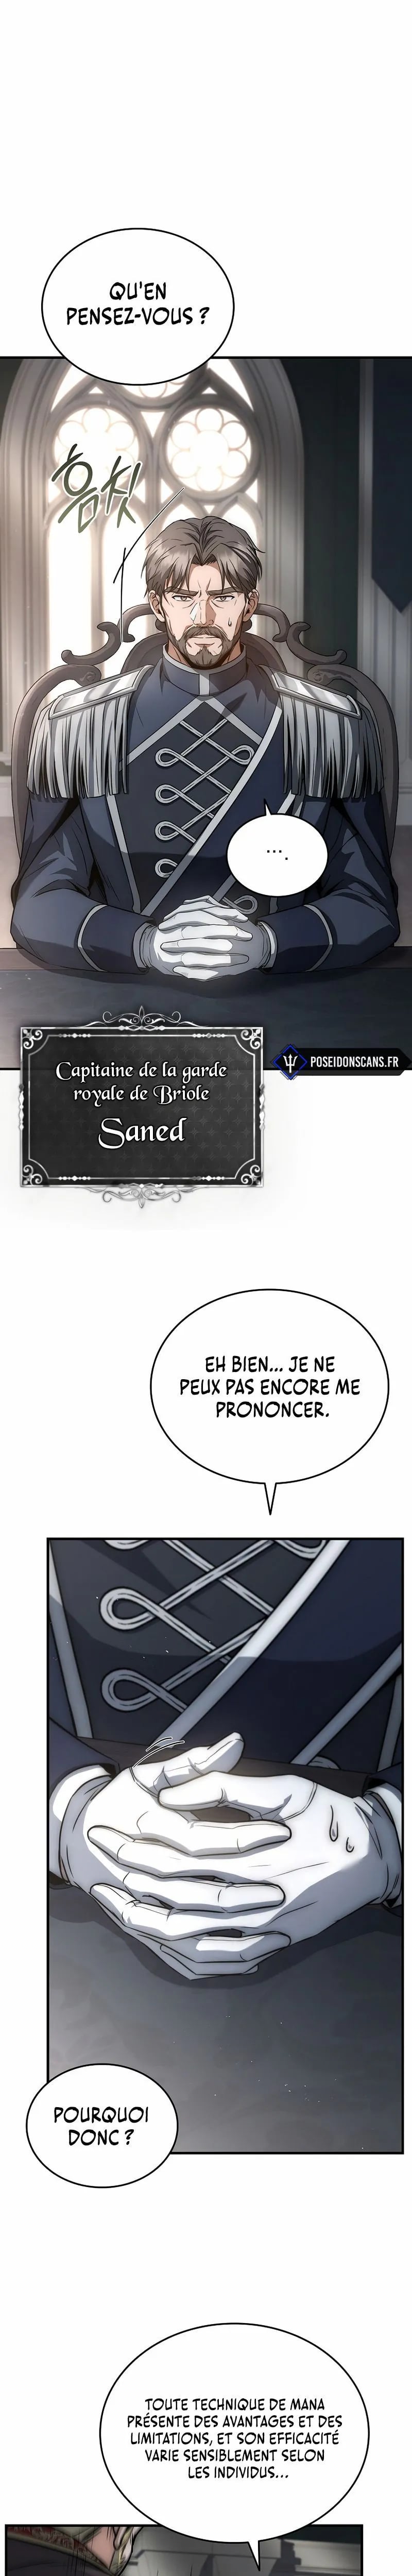 QU'EN
PENSEZ-VOUS ?
움찟
....
Capitaine de la garde
royale de Briole
Saned
POSEIDONSCANS.FR
EH BIEN... JE NE
PEUX PAS ENCORE ME
PRONONCER.
POURQUOI
DONC ?
TOUTE TECHNIQUE DE MANA
PRÉSENTE DES AVANTAGES ET DES
LIMITATIONS, ET SON EFFICACITÉ
VARIE SENSIBLEMENT SELON
LES INDIVIDUS...